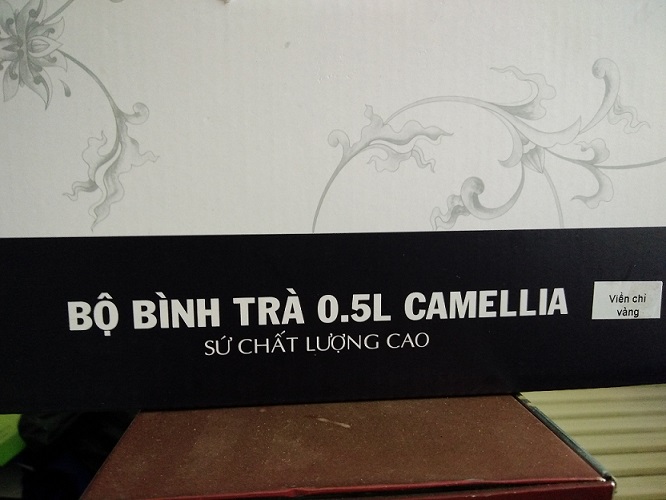 BỘ BÌNH TRÀ 0.5L CAMELLIA
SỨ CHẤT LƯỢNG CAO
Viền chỉ
vàng